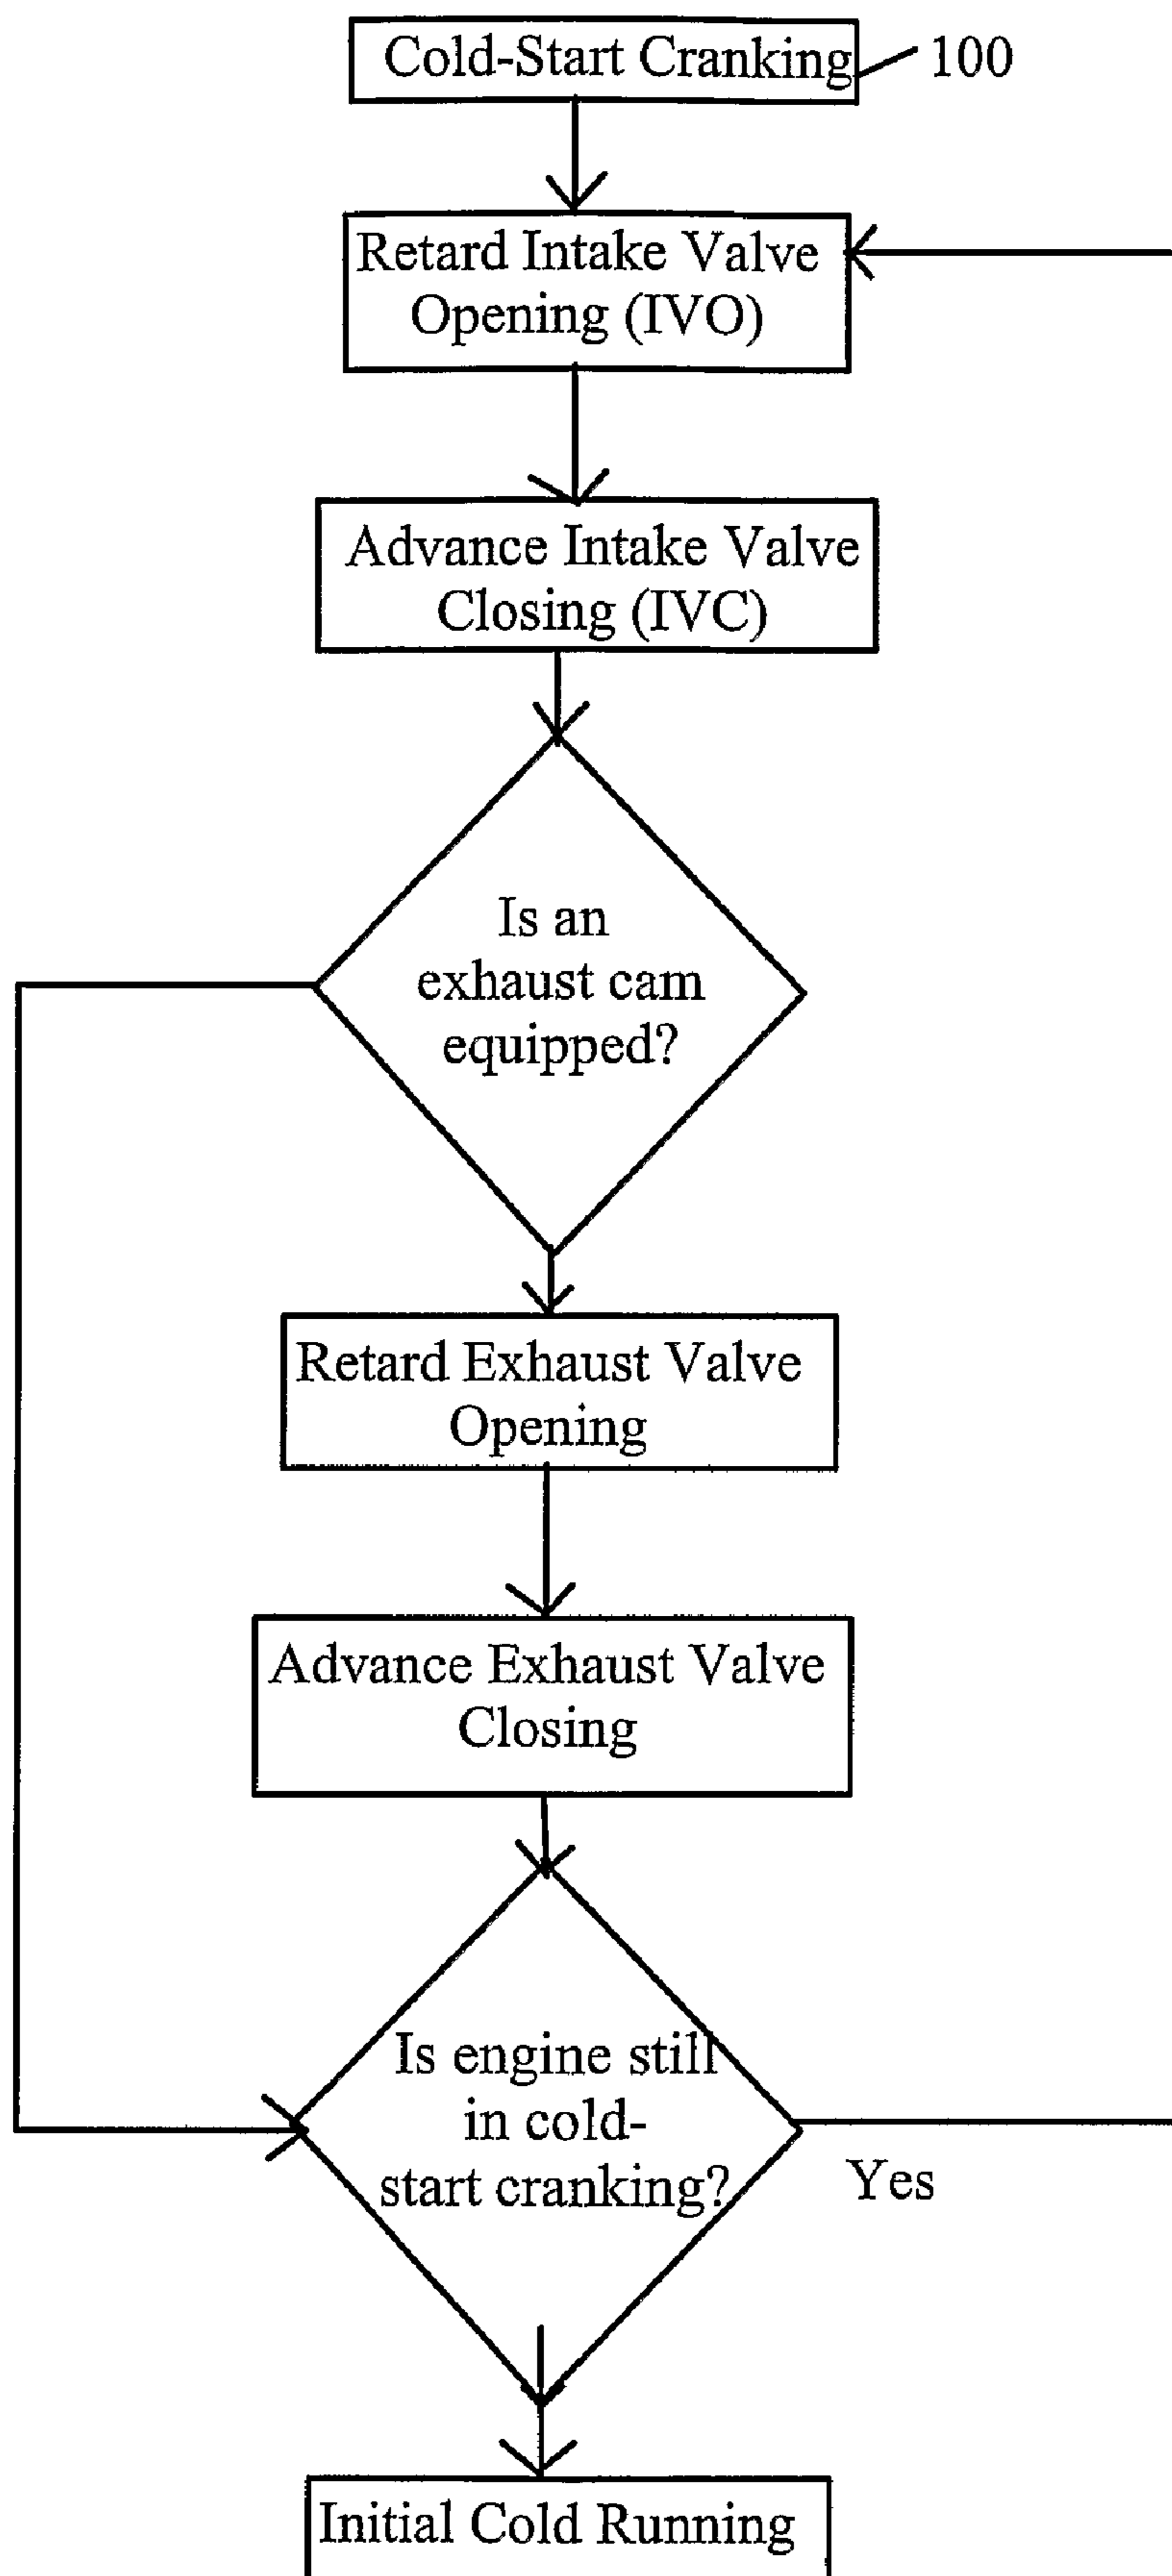 Cold-Start Cranking 100
Retard Intake Valve
Opening (IVO)
Advance Intake Valve
Closing (IVC)
Is an
exhaust cam
equipped?
Retard Exhaust Valve
Opening
Advance Exhaust Valve
Closing
Is engine still
in cold-
start cranking?
Yes
Initial Cold Running